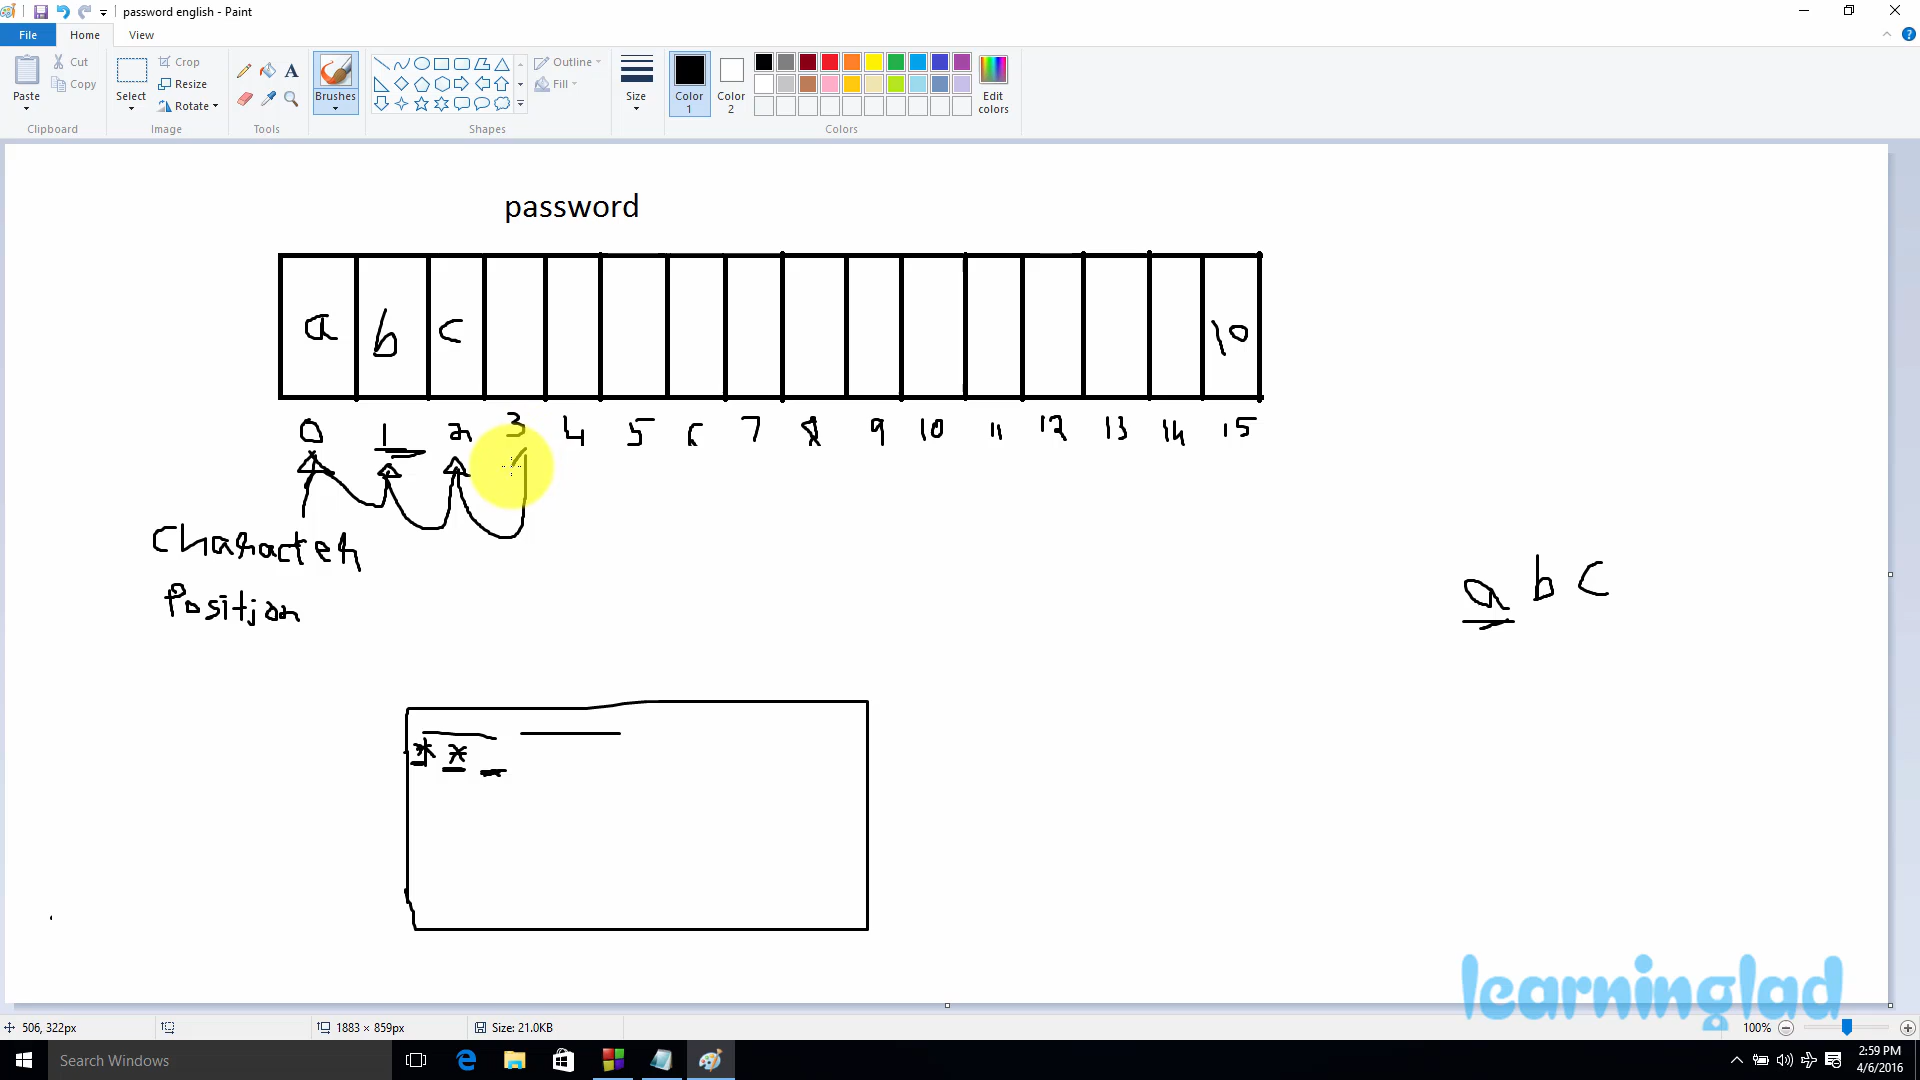 password english - Paint
File Home View
Paste Cut Copy Clipboard
Select Crop Resize Rotate Image
Tools
Brushes
Shapes
Outline Fill
Size
Color 1 Color 2
Colors
Edit colors
password
a b c 10
0 1 2 3 4 5 6 7 8 9 10 11 12 13 14 15
Character
Position
a b c
* * _
learninglad
506, 322px 1883 × 859px Size: 21.0KB 100%
Search Windows
2:59 PM
4/6/2016